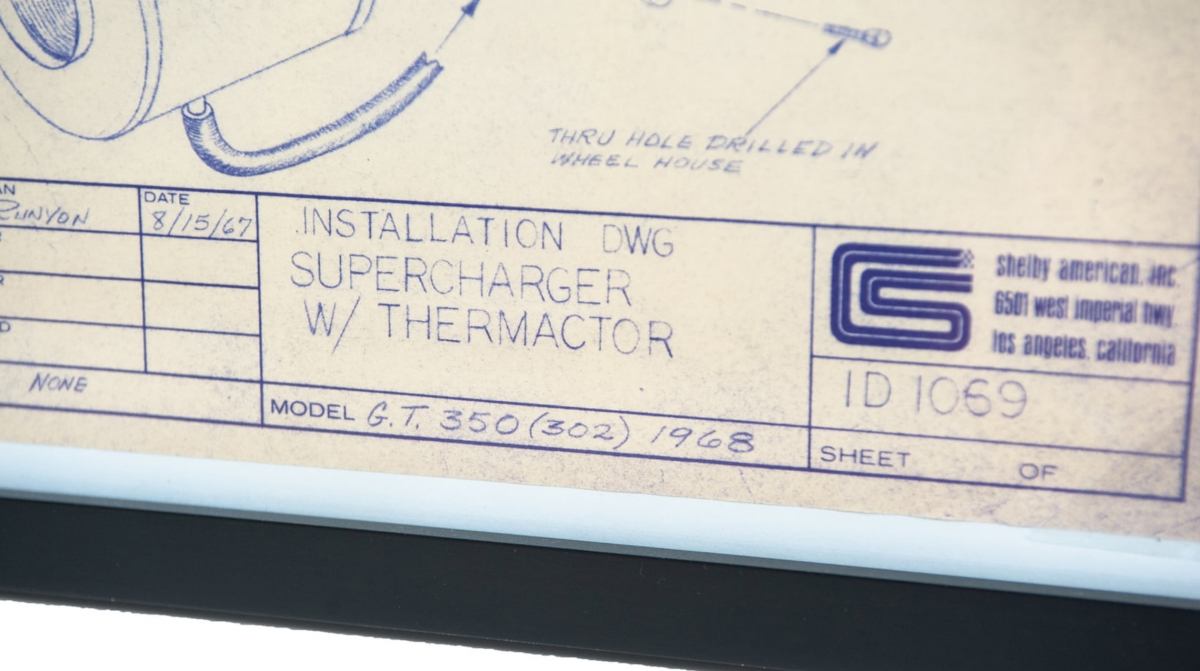 THRU HOLE DRILLED IN
WHEEL HOUSE
RUNYON
DATE
8/15/67
NONE
INSTALLATION DWG
SUPERCHARGER
W/ THERMACTOR
MODEL G.T. 350 (302) 1968
shelby american, inc.
6501 west imperial hwy.
los angeles, california
ID 1069
SHEET OF